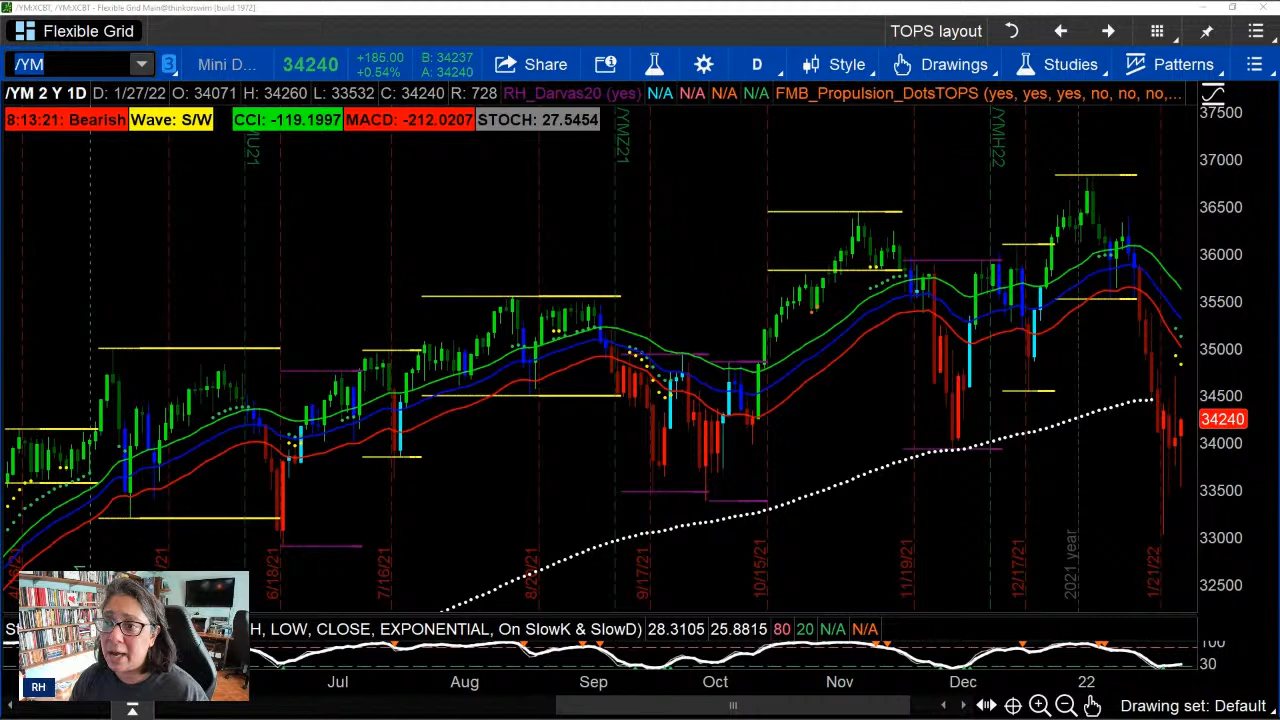 /YM:XCBT, /YM:XCBT - Flexible Grid Main@thinkorswim [build 1972]
Flexible Grid TOPS layout
/YM 3 Mini D... 34240 +185.00 +0.54% B: 34237 A: 34240 Share D Style Drawings Studies Patterns
/YM 2 Y 1D D: 1/27/22 O: 34071 H: 34260 L: 33532 C: 34240 R: 728 RH_Darvas20 (yes) N/A N/A N/A N/A FMB_Propulsion_DotsTOPS (yes, yes, yes, no, no, no,...
8:13:21: Bearish Wave: S/W CCI: -119.1997 MACD: -212.0207 STOCH: 27.5454
/YMZ21
/YMH22
37500
37000
36500
36000
35500
35000
34500
34240
34000
33500
33000
32500
6/18/21
7/16/21
9/17/21
10/15/21
11/19/21
12/17/21
2021 year
1/21/22
H, LOW, CLOSE, EXPONENTIAL, On SlowK & SlowD) 28.3105 25.8815 80 20 N/A N/A
100
30
RH
Jul Aug Sep Oct Nov Dec 22
Drawing set: Default